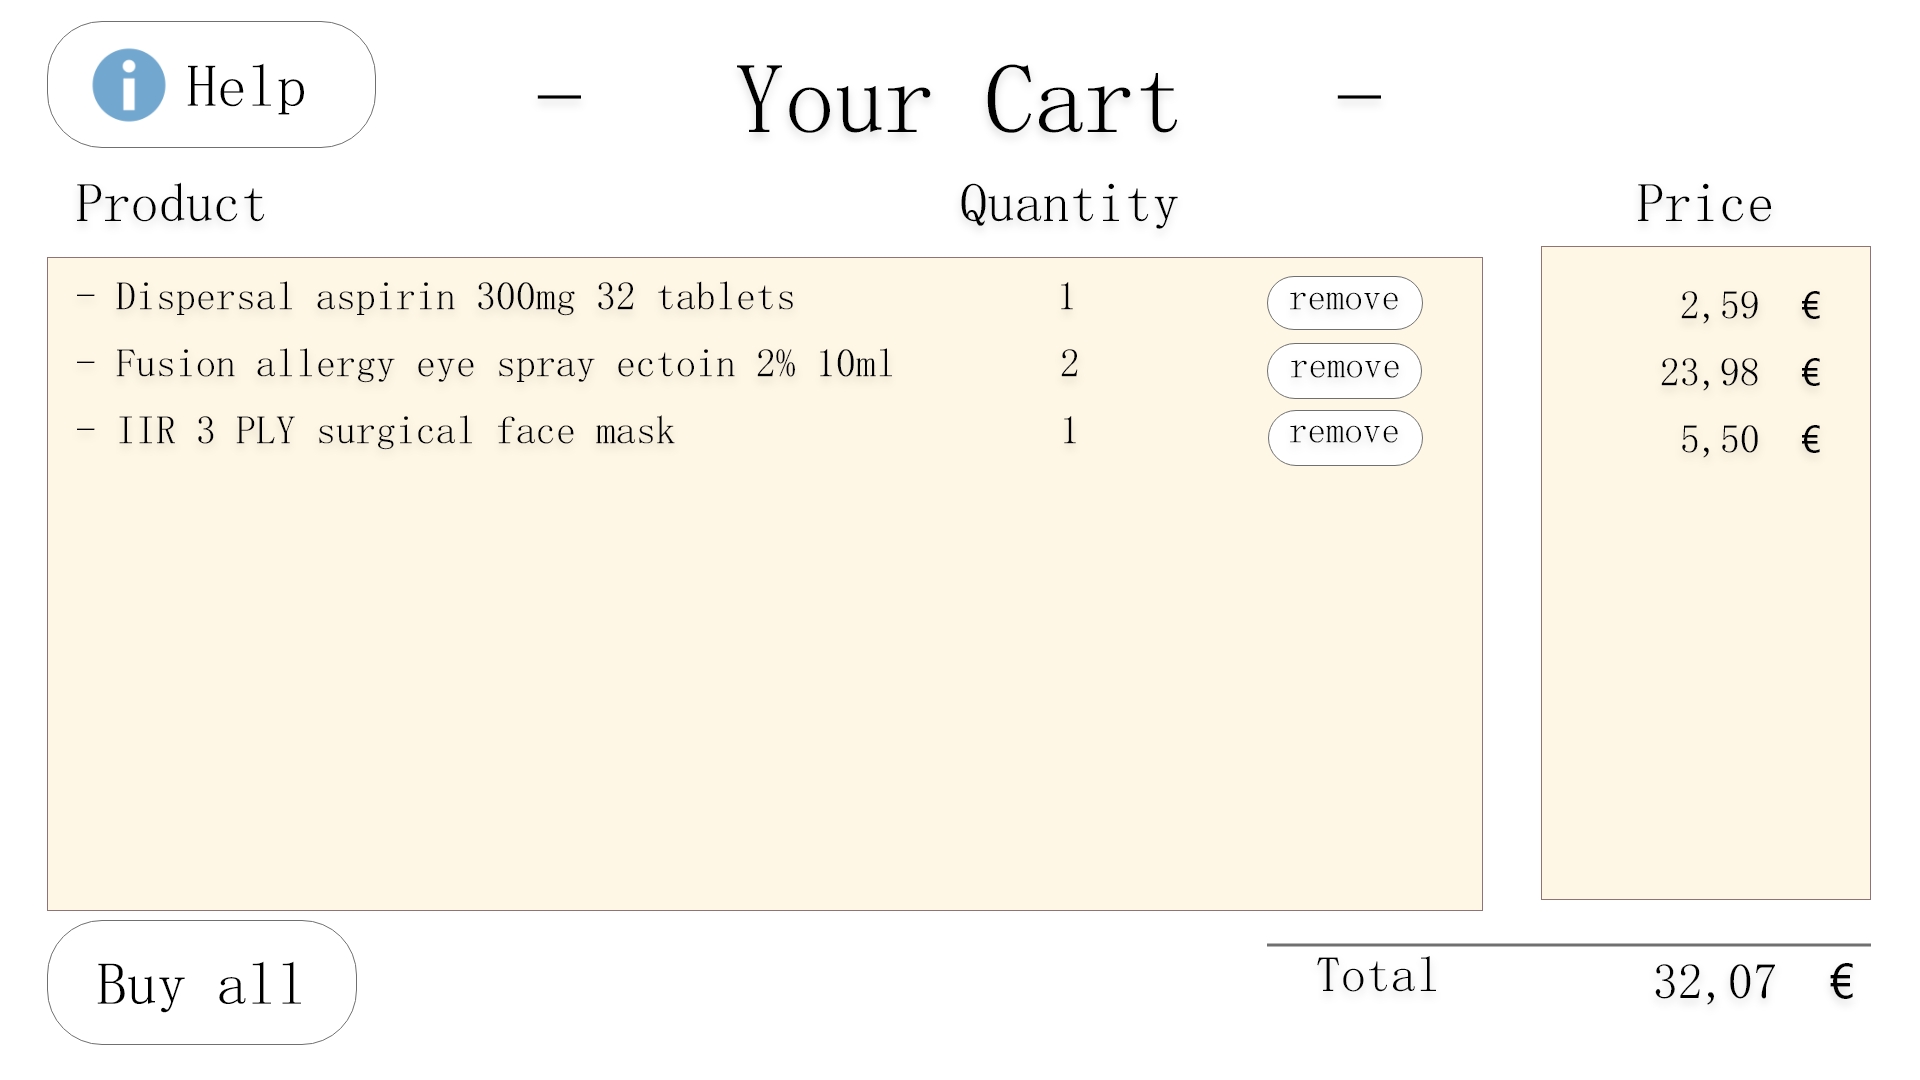 Help
- Your Cart -
Product Quantity Price
- Dispersal aspirin 300mg 32 tablets 1 remove 2,59 €
- Fusion allergy eye spray ectoin 2% 10ml 2 remove 23,98 €
- IIR 3 PLY surgical face mask 1 remove 5,50 €
Buy all Total 32,07 €